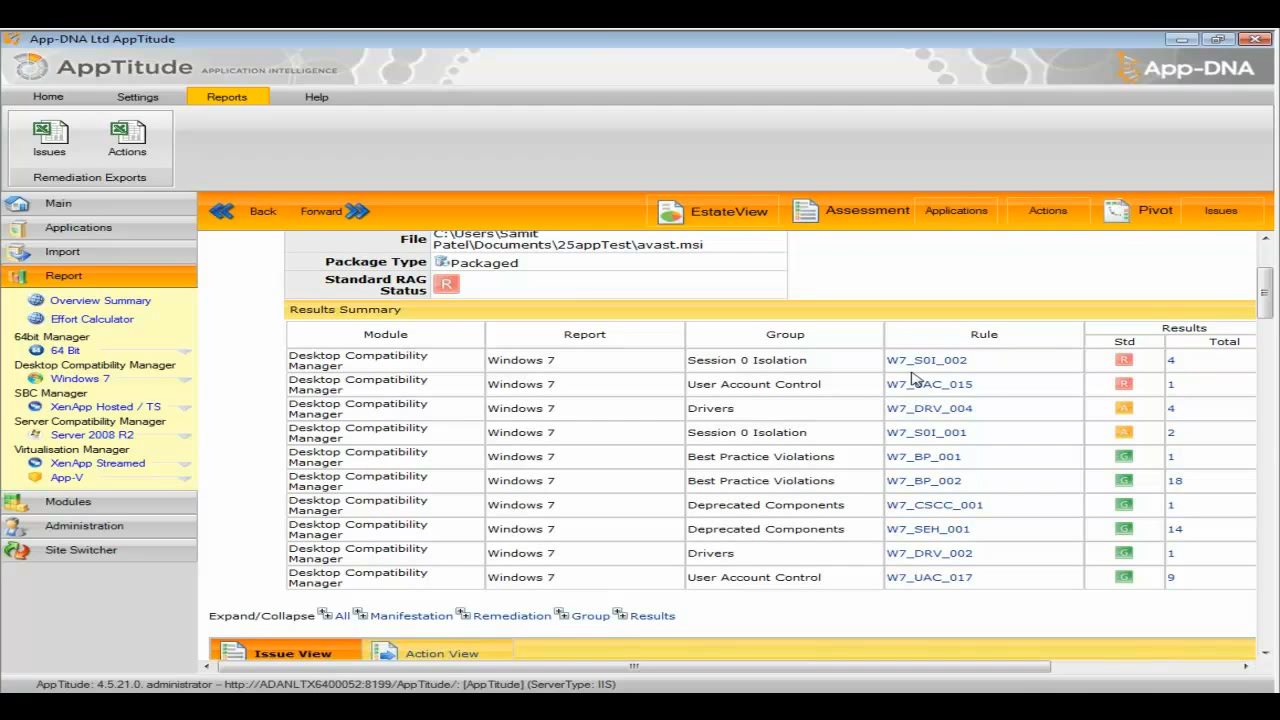 App-DNA Ltd AppTitude
AppTitude APPLICATION INTELLIGENCE
App-DNA
Home Settings Reports Help
Issues Actions
Remediation Exports
Main
Applications
Import
Report
Overview Summary
Effort Calculator
64bit Manager
64 Bit
Desktop Compatibility Manager
Windows 7
SBC Manager
XenApp Hosted / TS
Server Compatibility Manager
Server 2008 R2
Virtualisation Manager
XenApp Streamed
App-V
Modules
Administration
Site Switcher
Back Forward EstateView Assessment Applications Actions Pivot Issues
File C:\Users\Samit Patel\Documents\25appTest\avast.msi
Package Type Packaged
Standard RAG Status R
Results Summary
Module Report Group Rule Results
Std Total
Desktop Compatibility Manager Windows 7 Session 0 Isolation W7_S0I_002 R 4
Desktop Compatibility Manager Windows 7 User Account Control W7_UAC_015 R 1
Desktop Compatibility Manager Windows 7 Drivers W7_DRV_004 A 4
Desktop Compatibility Manager Windows 7 Session 0 Isolation W7_S0I_001 A 2
Desktop Compatibility Manager Windows 7 Best Practice Violations W7_BP_001 G 1
Desktop Compatibility Manager Windows 7 Best Practice Violations W7_BP_002 G 18
Desktop Compatibility Manager Windows 7 Deprecated Components W7_CSCC_001 G 1
Desktop Compatibility Manager Windows 7 Deprecated Components W7_SEH_001 G 14
Desktop Compatibility Manager Windows 7 Drivers W7_DRV_002 G 1
Desktop Compatibility Manager Windows 7 User Account Control W7_UAC_017 G 9
Expand/Collapse All Manifestation Remediation Group Results
Issue View Action View
AppTitude: 4.5.21.0. administrator – http://ADANLTX6400052:8199/AppTitude/: [AppTitude] (ServerType: IIS)